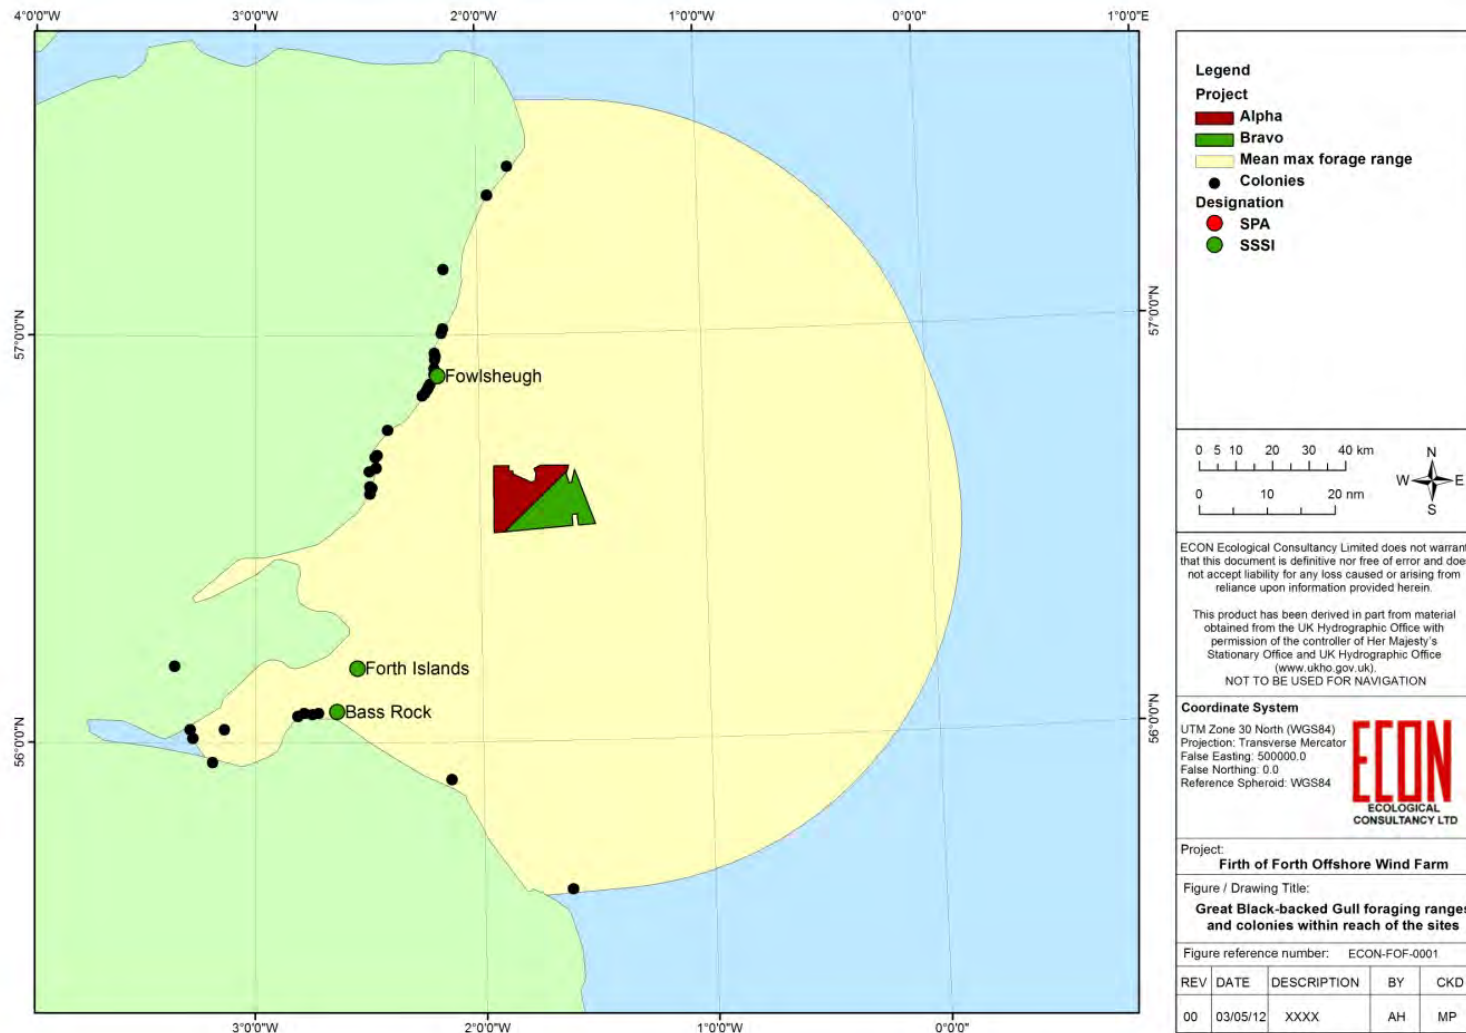 4°0'0"W 3°0'0"W 2°0'0"W 1°0'0"W 0°0'0" 1°0'0"E
57°0'0"N
57°0'0"N
56°0'0"N
56°0'0"N
Fowlsheugh
Forth Islands
Bass Rock
3°0'0"W 2°0'0"W 1°0'0"W 0°0'0"
Legend
Project
Alpha
Bravo
Mean max forage range
Colonies
Designation
SPA
SSSI
0 5 10 20 30 40 km
0 10 20 nm
N
W E
S
ECON Ecological Consultancy Limited does not warrant
that this document is definitive nor free of error and doe
not accept liability for any loss caused or arising from
reliance upon information provided herein.
This product has been derived in part from material
obtained from the UK Hydrographic Office with
permission of the controller of Her Majesty's
Stationary Office and UK Hydrographic Office
(www.ukho.gov.uk).
NOT TO BE USED FOR NAVIGATION
Coordinate System
UTM Zone 30 North (WGS84)
Projection: Transverse Mercator
False Easting: 500000.0
False Northing: 0.0
Reference Spheroid: WGS84
ECON
ECOLOGICAL
CONSULTANCY LTD
Project:
Firth of Forth Offshore Wind Farm
Figure / Drawing Title:
Great Black-backed Gull foraging ranges
and colonies within reach of the sites
Figure reference number: ECON-FOF-0001
REV DATE DESCRIPTION BY CKD
00 03/05/12 XXXX AH MP